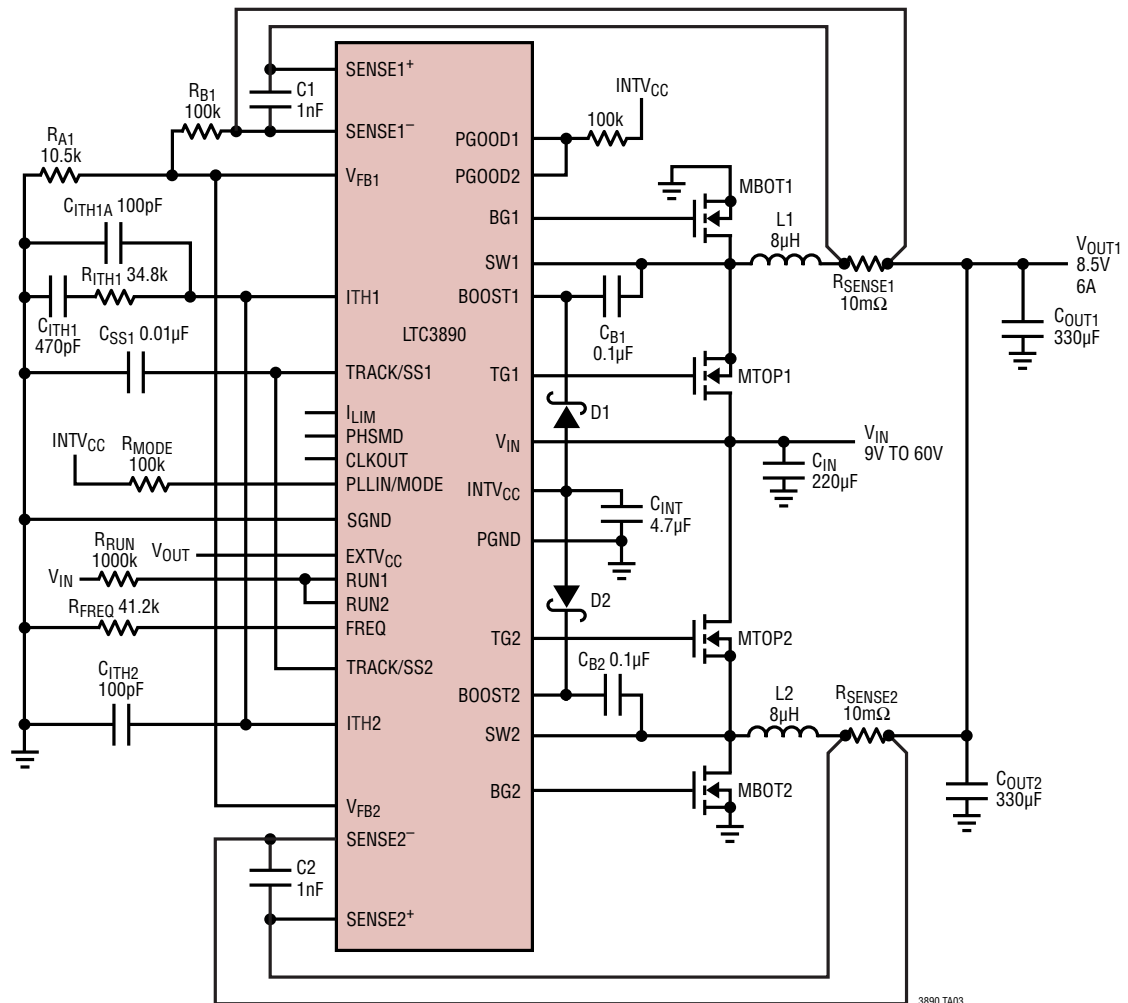 SENSE1+
C1
1nF
RB1
100k
SENSE1–
INTVCC
100k
PGOOD1
PGOOD2
RA1
10.5k
VFB1
MBOT1
BG1
CITH1A 100pF
L1
8µH
VOUT1
8.5V
6A
SW1
RSENSE1
10mΩ
RITH1 34.8k
ITH1
BOOST1
CITH1
470pF
LTC3890
CB1
0.1µF
COUT1
330µF
CSS1 0.01µF
TRACK/SS1
TG1
MTOP1
D1
ILIM
PHSMD
CLKOUT
VIN
VIN
9V TO 60V
CIN
220µF
INTVCC
RMODE
100k
PLLIN/MODE
INTVCC
CINT
4.7µF
SGND
PGND
RRUN
1000k
VOUT
EXTVCC
VIN
RUN1
RUN2
D2
RFREQ 41.2k
FREQ
TG2
MTOP2
TRACK/SS2
CB2 0.1µF
CITH2
100pF
BOOST2
L2
8µH
RSENSE2
10mΩ
ITH2
SW2
BG2
MBOT2
COUT2
330µF
VFB2
SENSE2–
C2
1nF
SENSE2+
3890 TA03